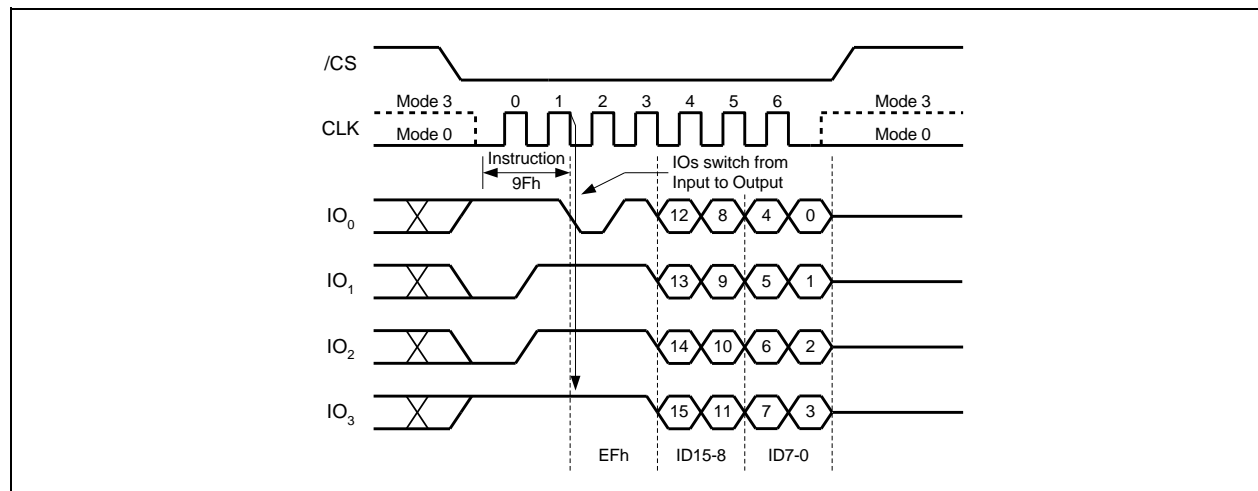 /CS
Mode 3
0 1 2 3 4 5 6
Mode 3
CLK
Mode 0
Mode 0
Instruction
9Fh
IOs switch from
Input to Output
IO0
12 8 4 0
IO1
13 9 5 1
IO2
14 10 6 2
IO3
15 11 7 3
EFh ID15-8 ID7-0